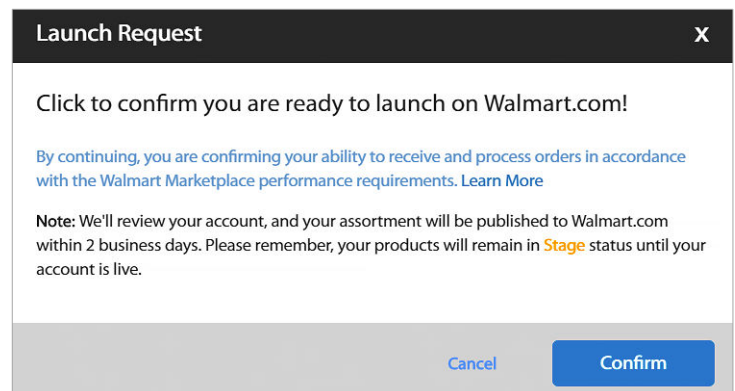 Launch Request X
Click to confirm you are ready to launch on Walmart.com!
By continuing, you are confirming your ability to receive and process orders in accordance
with the Walmart Marketplace performance requirements. Learn More
Note: We'll review your account, and your assortment will be published to Walmart.com
within 2 business days. Please remember, your products will remain in Stage status until your
account is live.
Cancel Confirm